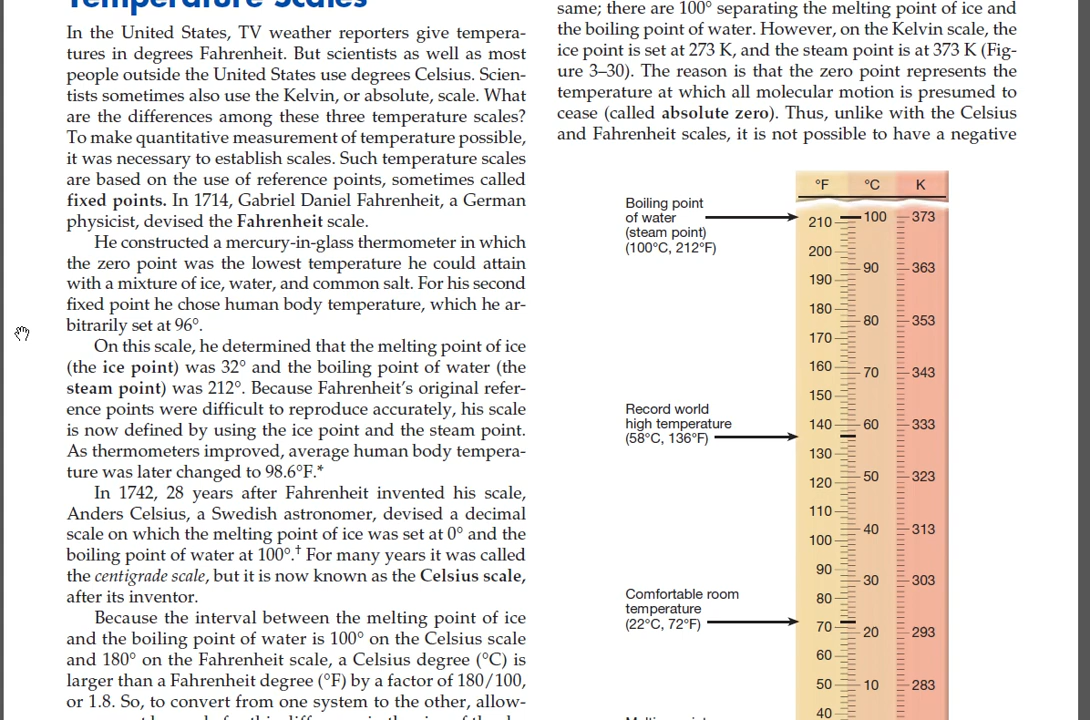 Temperature Scales
In the United States, TV weather reporters give tempera-
tures in degrees Fahrenheit. But scientists as well as most
people outside the United States use degrees Celsius. Scien-
tists sometimes also use the Kelvin, or absolute, scale. What
are the differences among these three temperature scales?
To make quantitative measurement of temperature possible,
it was necessary to establish scales. Such temperature scales
are based on the use of reference points, sometimes called
fixed points. In 1714, Gabriel Daniel Fahrenheit, a German
physicist, devised the Fahrenheit scale.
He constructed a mercury-in-glass thermometer in which
the zero point was the lowest temperature he could attain
with a mixture of ice, water, and common salt. For his second
fixed point he chose human body temperature, which he ar-
bitrarily set at 96°.
On this scale, he determined that the melting point of ice
(the ice point) was 32° and the boiling point of water (the
steam point) was 212°. Because Fahrenheit's original refer-
ence points were difficult to reproduce accurately, his scale
is now defined by using the ice point and the steam point.
As thermometers improved, average human body tempera-
ture was later changed to 98.6°F.*
In 1742, 28 years after Fahrenheit invented his scale,
Anders Celsius, a Swedish astronomer, devised a decimal
scale on which the melting point of ice was set at 0° and the
boiling point of water at 100°.† For many years it was called
the centigrade scale, but it is now known as the Celsius scale,
after its inventor.
Because the interval between the melting point of ice
and the boiling point of water is 100° on the Celsius scale
and 180° on the Fahrenheit scale, a Celsius degree (°C) is
larger than a Fahrenheit degree (°F) by a factor of 180/100,
or 1.8. So, to convert from one system to the other, allow-
same; there are 100° separating the melting point of ice and
the boiling point of water. However, on the Kelvin scale, the
ice point is set at 273 K, and the steam point is at 373 K (Fig-
ure 3–30). The reason is that the zero point represents the
temperature at which all molecular motion is presumed to
cease (called absolute zero). Thus, unlike with the Celsius
and Fahrenheit scales, it is not possible to have a negative
°F °C K
Boiling point
of water
(steam point)
(100°C, 212°F)
210 100 373
200
90 363
190
180
80 353
170
160
70 343
150
Record world
high temperature
(58°C, 136°F)
140 60 333
130
120 50 323
110
40 313
100
90
30 303
Comfortable room
temperature
(22°C, 72°F)
80
70
20 293
60
50 10 283
40